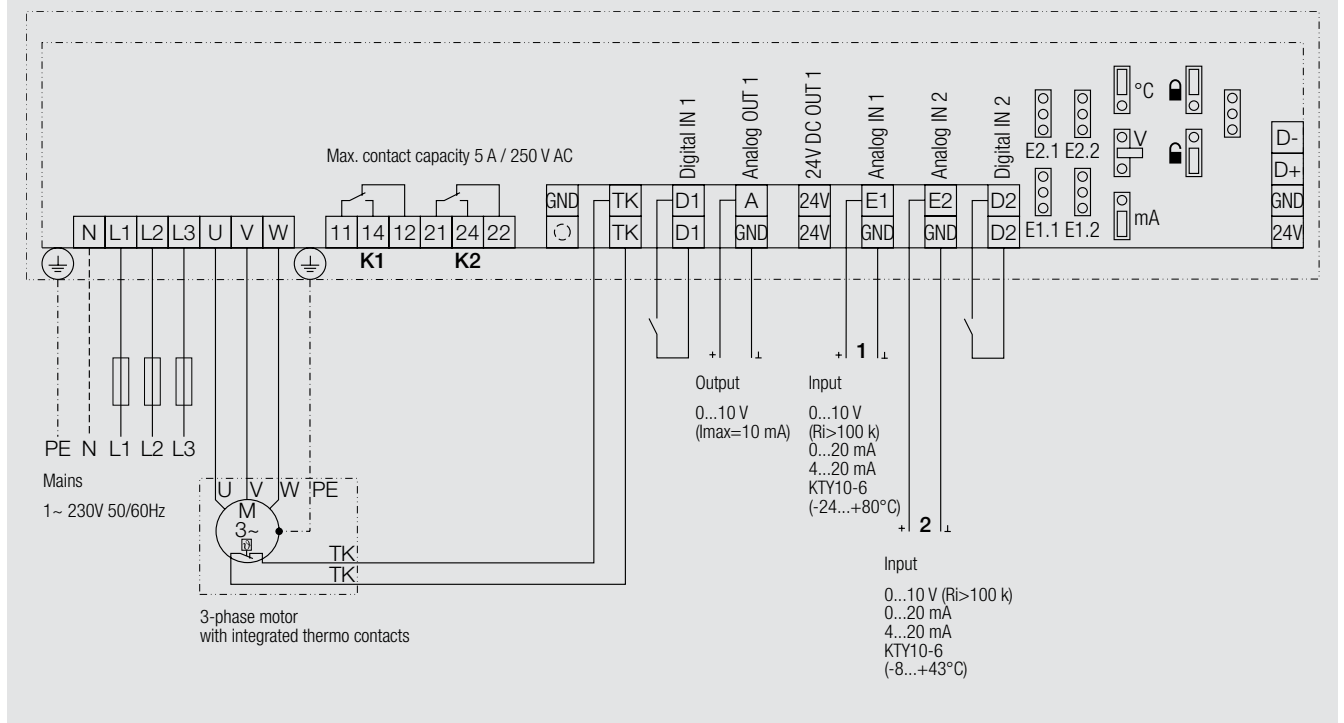 Max. contact capacity 5 A / 250 V AC
Digital IN 1
Analog OUT 1
24V DC OUT 1
Analog IN 1
Analog IN 2
Digital IN 2
°C
V
mA
E2.1 E2.2
E1.1 E1.2
D-
D+
GND
24V
N L1 L2 L3 U V W
11 14 12 21 24 22
K1 K2
GND TK D1 A 24V E1 E2 D2
TK D1 GND 24V GND GND D2
PE N L1 L2 L3
Mains
1~ 230V 50/60Hz
U V W PE
M
3~
TK
TK
3-phase motor
with integrated thermo contacts
+ ⊥
Output
0...10 V
(Imax=10 mA)
+ 1 ⊥
Input
0...10 V
(Ri>100 k)
0...20 mA
4...20 mA
KTY10-6
(-24...+80°C)
+ 2 ⊥
Input
0...10 V (Ri>100 k)
0...20 mA
4...20 mA
KTY10-6
(-8...+43°C)